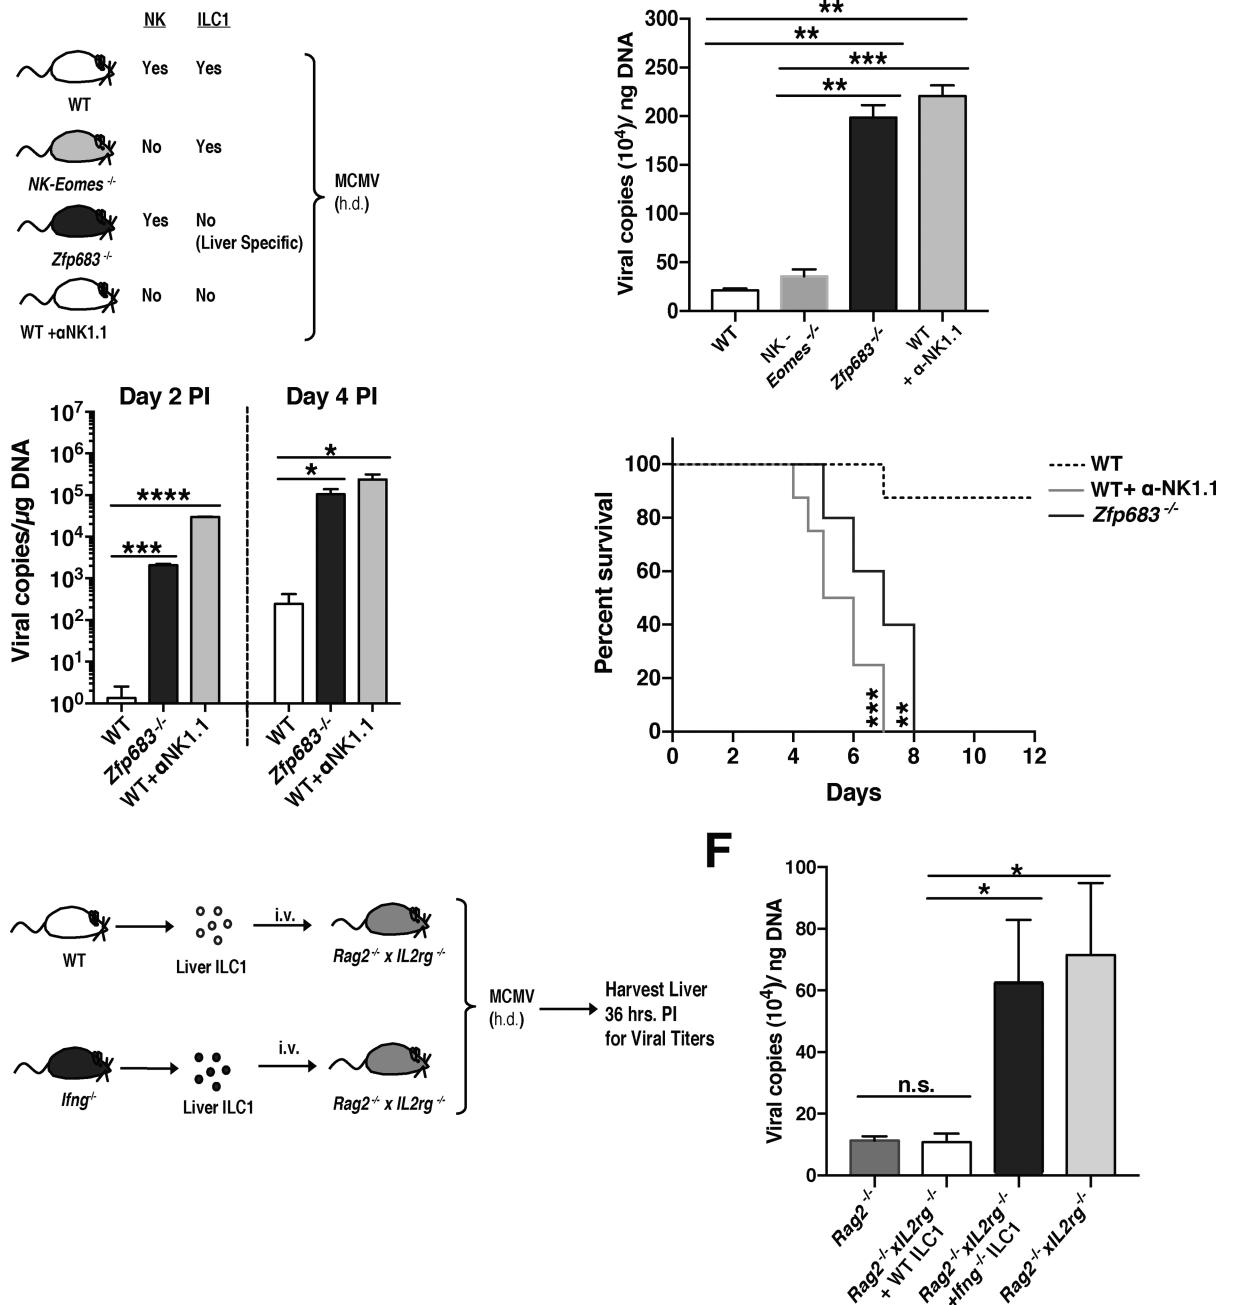 NK ILC1
Yes Yes
WT
No Yes
NK-Eomes -/-
Yes No
(Liver Specific)
Zfp683 -/-
No No
WT +αNK1.1
MCMV
(h.d.)
Viral copies (10⁴)/ ng DNA
300
250
200
150
100
50
0
**
**
***
**
WT
NK -
Eomes -/-
Zfp683-/-
WT
+ α-NK1.1
Day 2 PI Day 4 PI
Viral copies/µg DNA
10⁷
10⁶
10⁵
10⁴
10³
10²
10¹
10⁰
****
***
*
*
WT
Zfp683-/-
WT+αNK1.1
WT
Zfp683-/-
WT+αNK1.1
Percent survival
100
80
60
40
20
0
0 2 4 6 8 10 12
Days
***
**
WT
WT+ α-NK1.1
Zfp683 -/-
WT
Liver ILC1
i.v.
Rag2-/- x IL2rg -/-
Ifng-/-
Liver ILC1
i.v.
Rag2-/- x IL2rg -/-
MCMV
(h.d.)
Harvest Liver
36 hrs. PI
for Viral Titers
F
Viral copies (10⁴)/ ng DNA
100
80
60
40
20
0
n.s.
*
*
Rag2-/-
Rag2-/-xIL2rg-/-
+ WT ILC1
Rag2-/-xIL2rg-/-
+Ifng-/- ILC1
Rag2-/-xIL2rg-/-